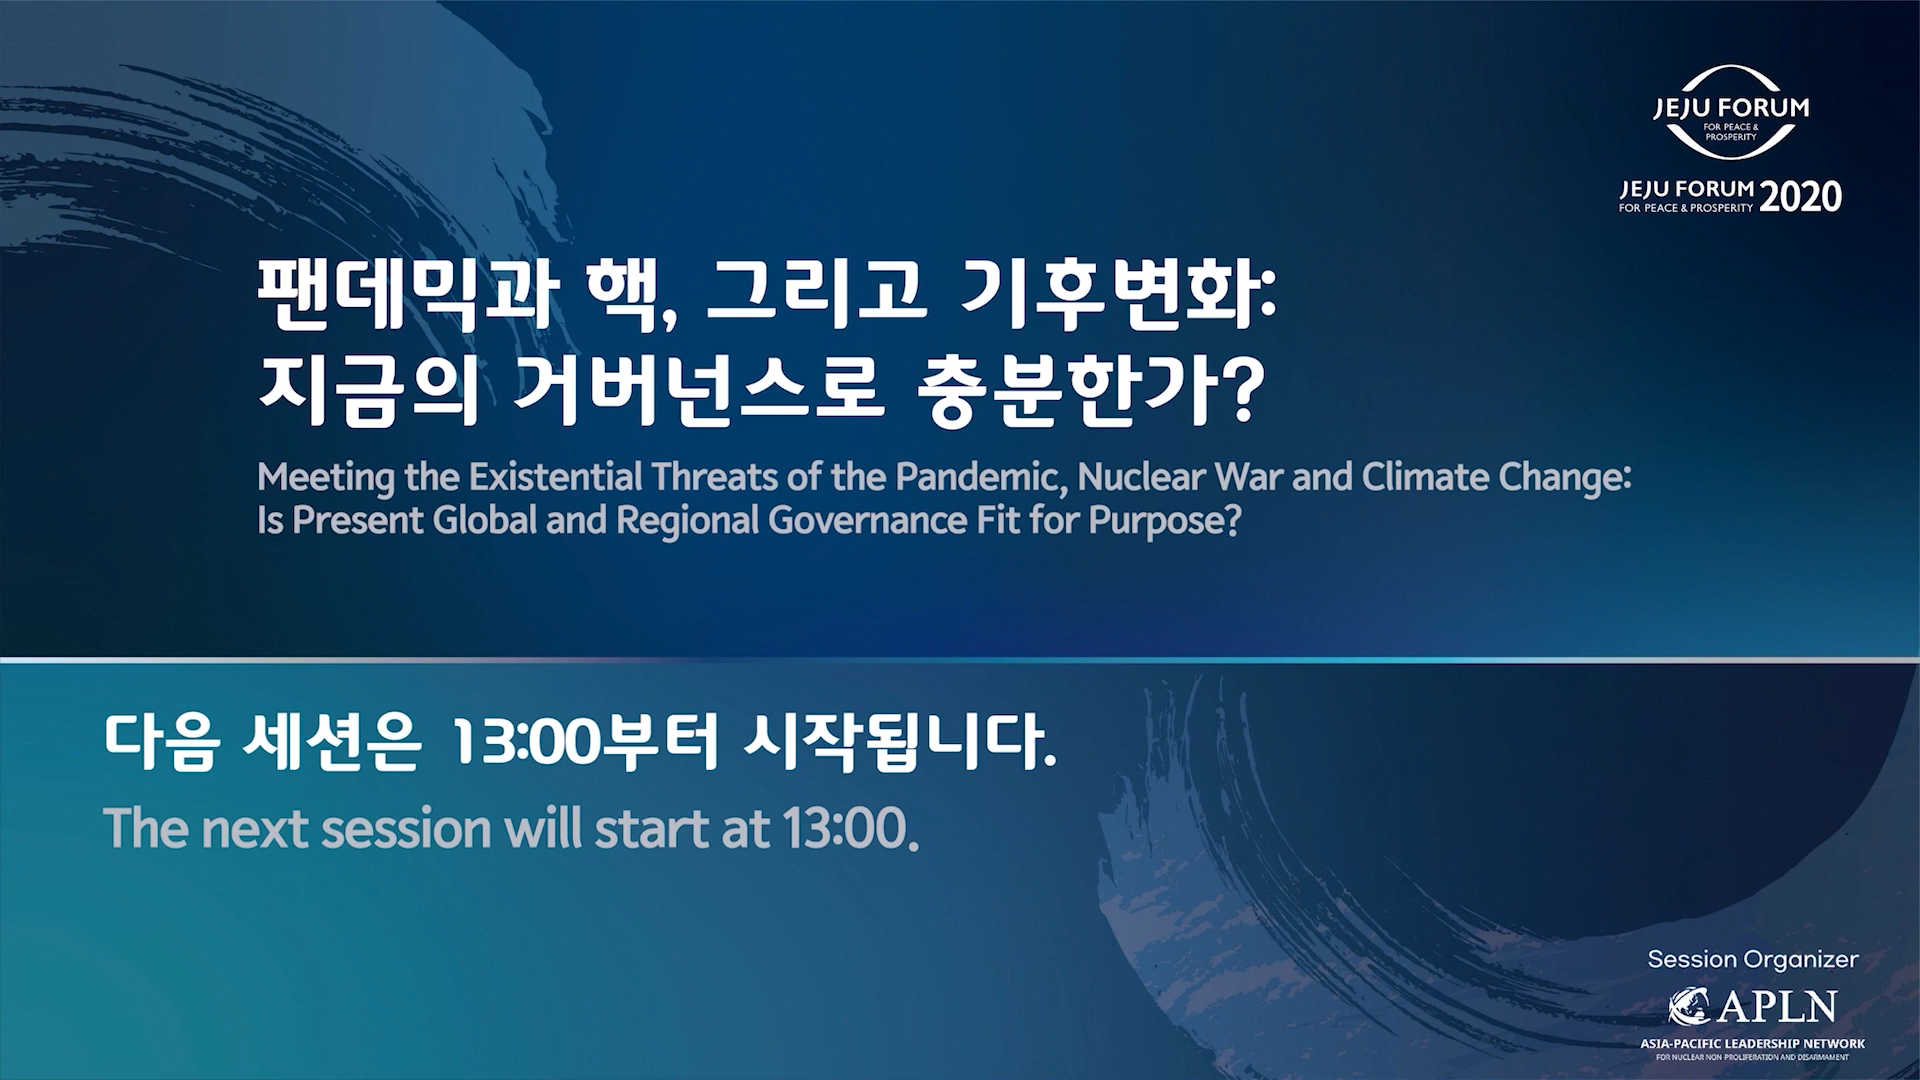 JEJU FORUM
FOR PEACE &
PROSPERITY
JEJU FORUM
FOR PEACE & PROSPERITY 2020
팬데믹과 핵, 그리고 기후변화:
지금의 거버넌스로 충분한가?
Meeting the Existential Threats of the Pandemic, Nuclear War and Climate Change:
Is Present Global and Regional Governance Fit for Purpose?
다음 세션은 13:00부터 시작됩니다.
The next session will start at 13:00.
Session Organizer
APLN
ASIA-PACIFIC LEADERSHIP NETWORK
FOR NUCLEAR NON-PROLIFERATION AND DISARMAMENT